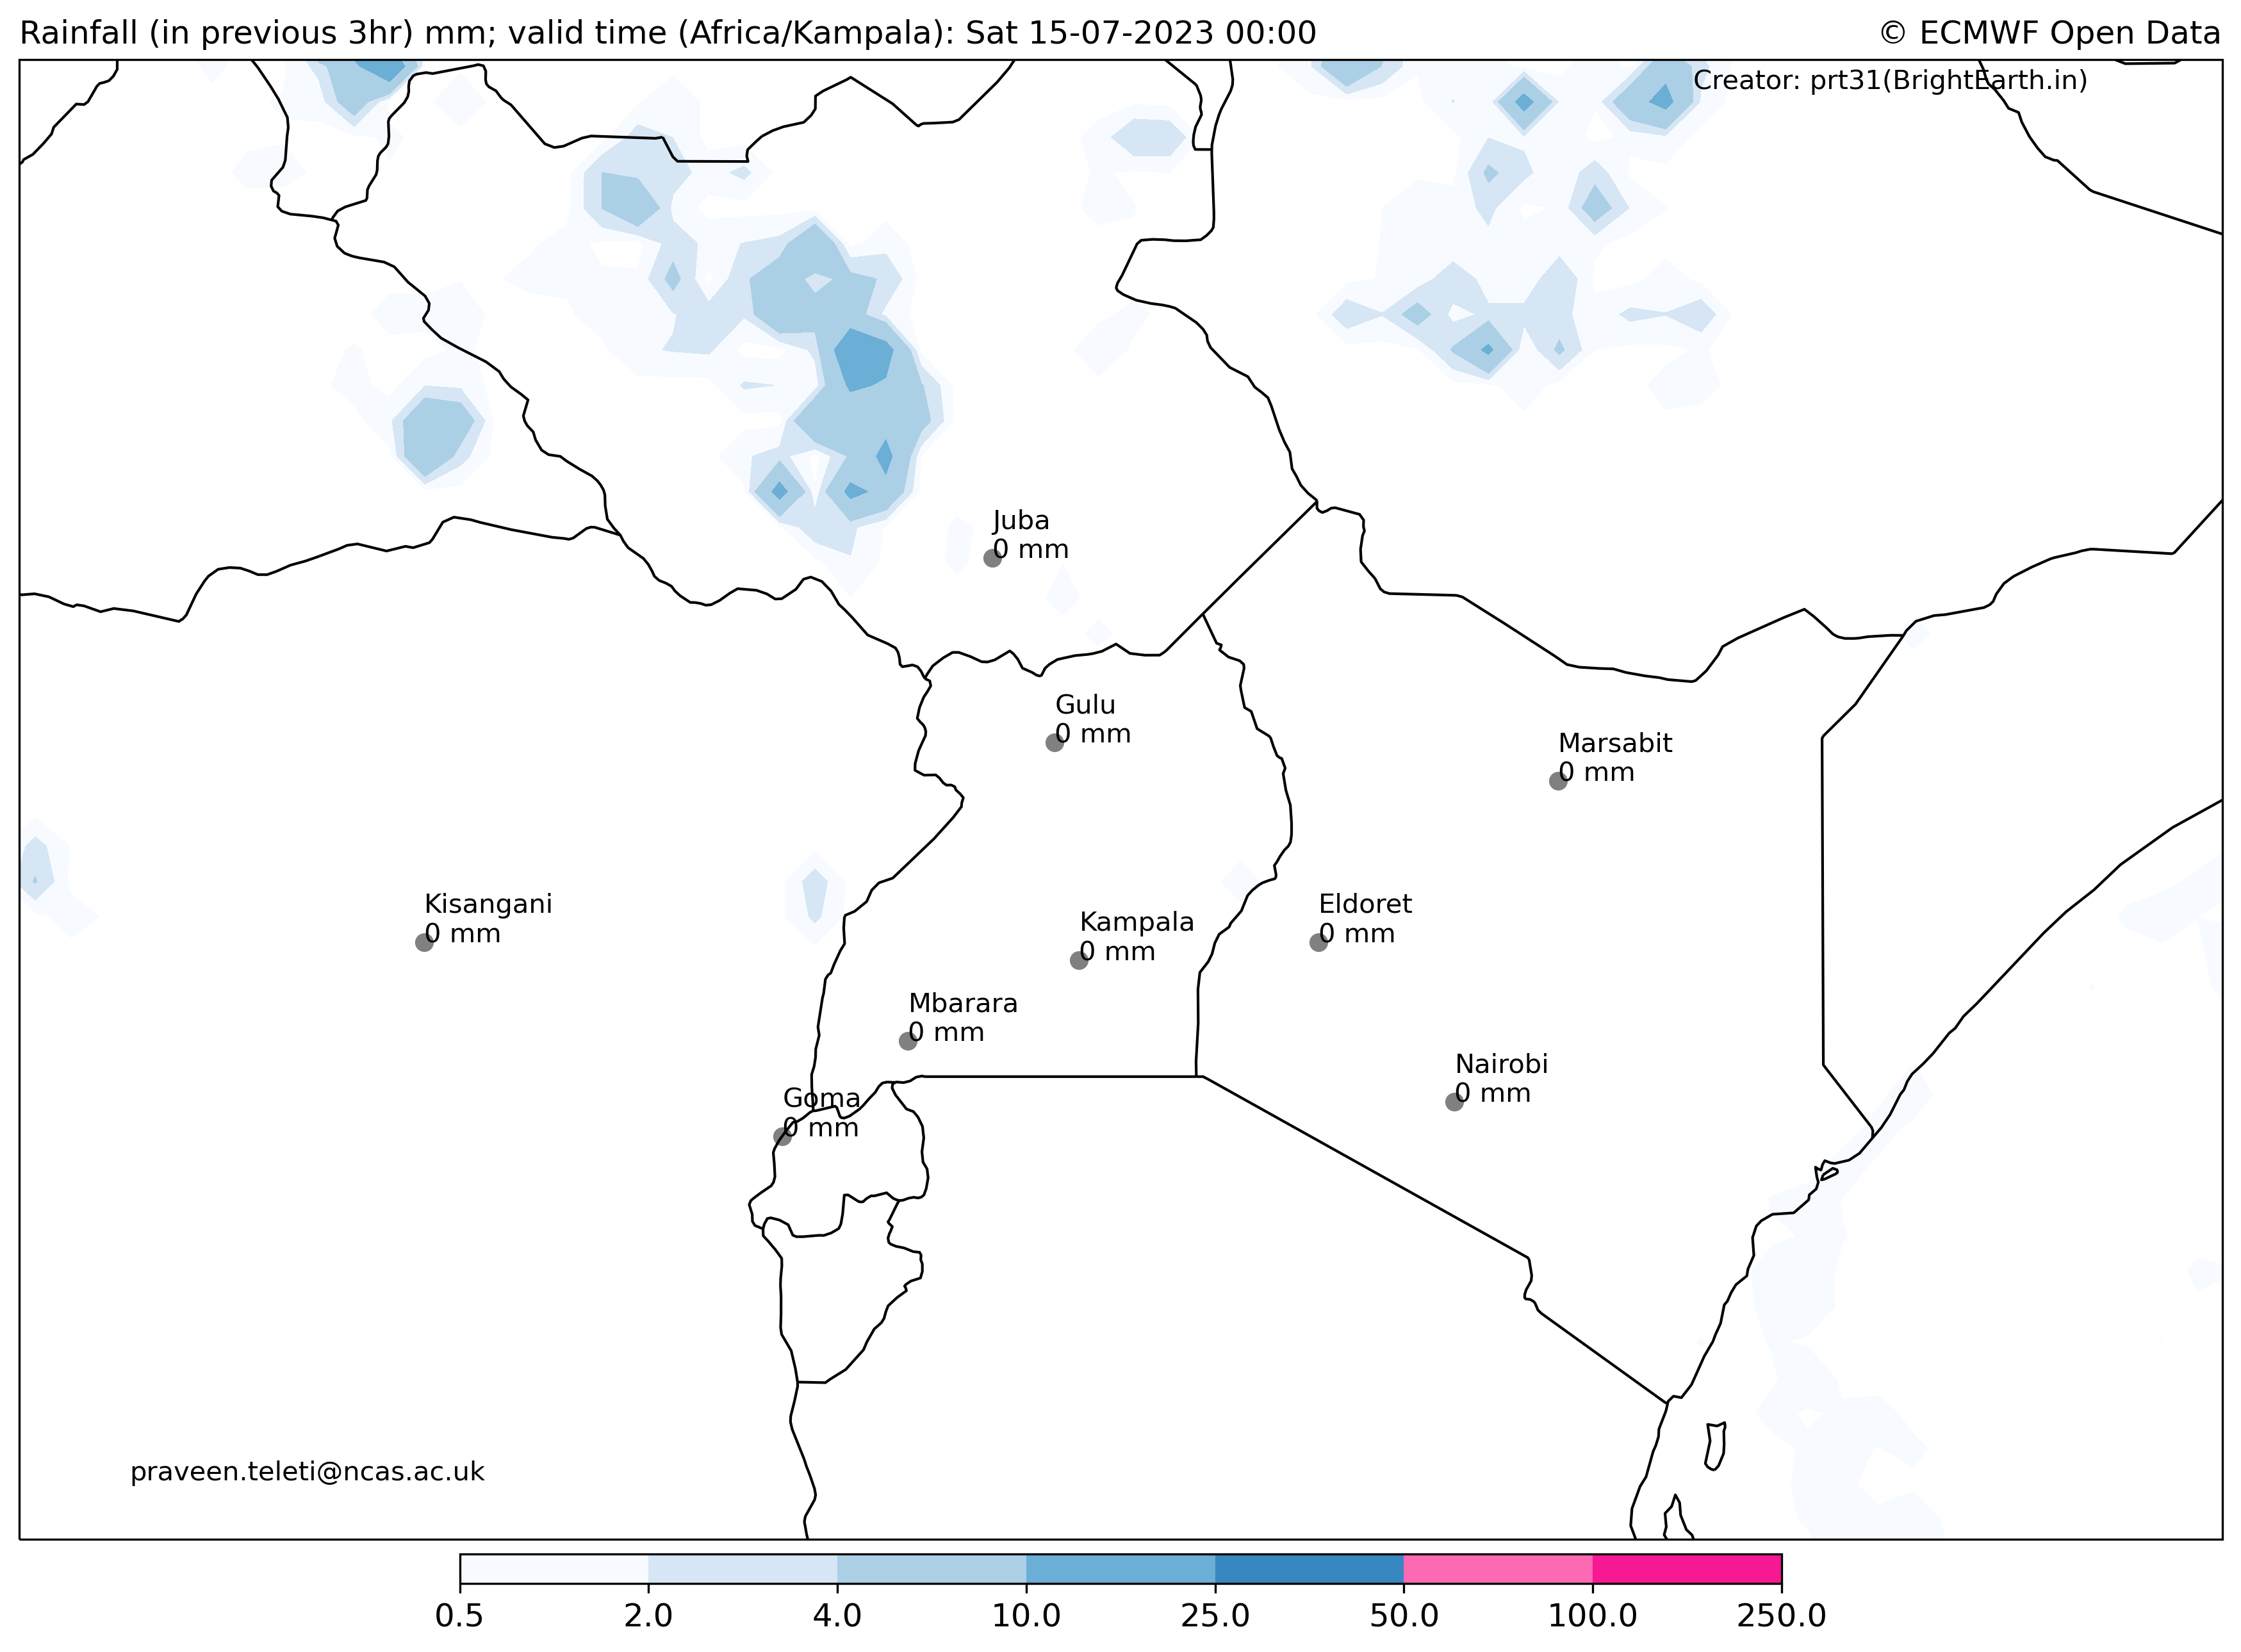 Rainfall (in previous 3hr) mm; valid time (Africa/Kampala): Sat 15-07-2023 00:00
© ECMWF Open Data
Creator: prt31(BrightEarth.in)
Juba
0 mm
Gulu
0 mm
Marsabit
0 mm
Kisangani
0 mm
Eldoret
0 mm
Kampala
0 mm
Mbarara
0 mm
Nairobi
0 mm
Goma
0 mm
praveen.teleti@ncas.ac.uk
0.5 2.0 4.0 10.0 25.0 50.0 100.0 250.0